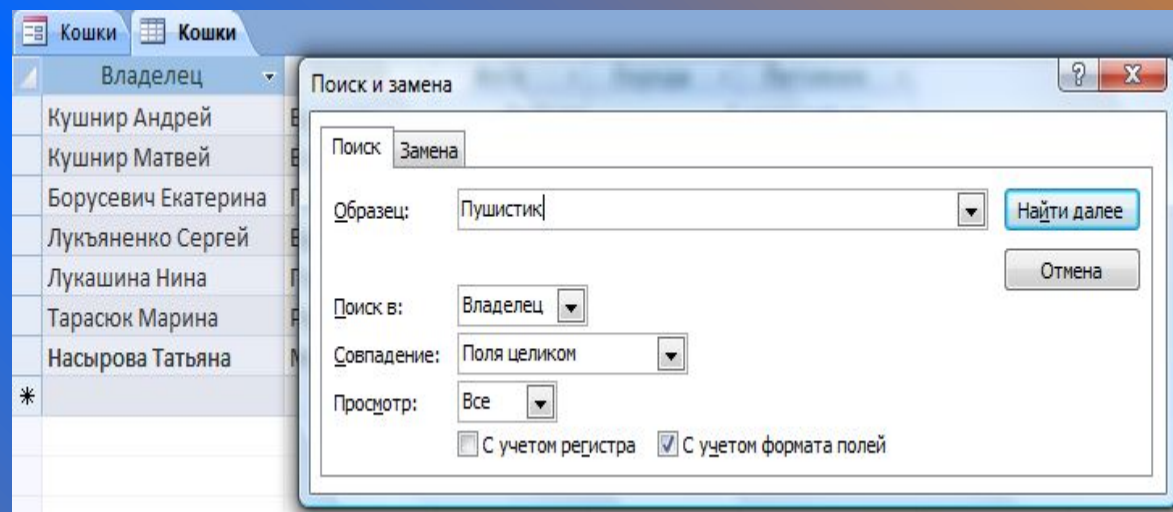 Кошки Кошки
Владелец
Кушнир Андрей
Кушнир Матвей
Борусевич Екатерина
Лукъяненко Сергей
Лукашина Нина
Тарасюк Марина
Насырова Татьяна
Поиск и замена
Поиск Замена
Образец: Пушистик Найти далее
Отмена
Поиск в: Владелец
Совпадение: Поля целиком
Просмотр: Все
С учетом регистра С учетом формата полей